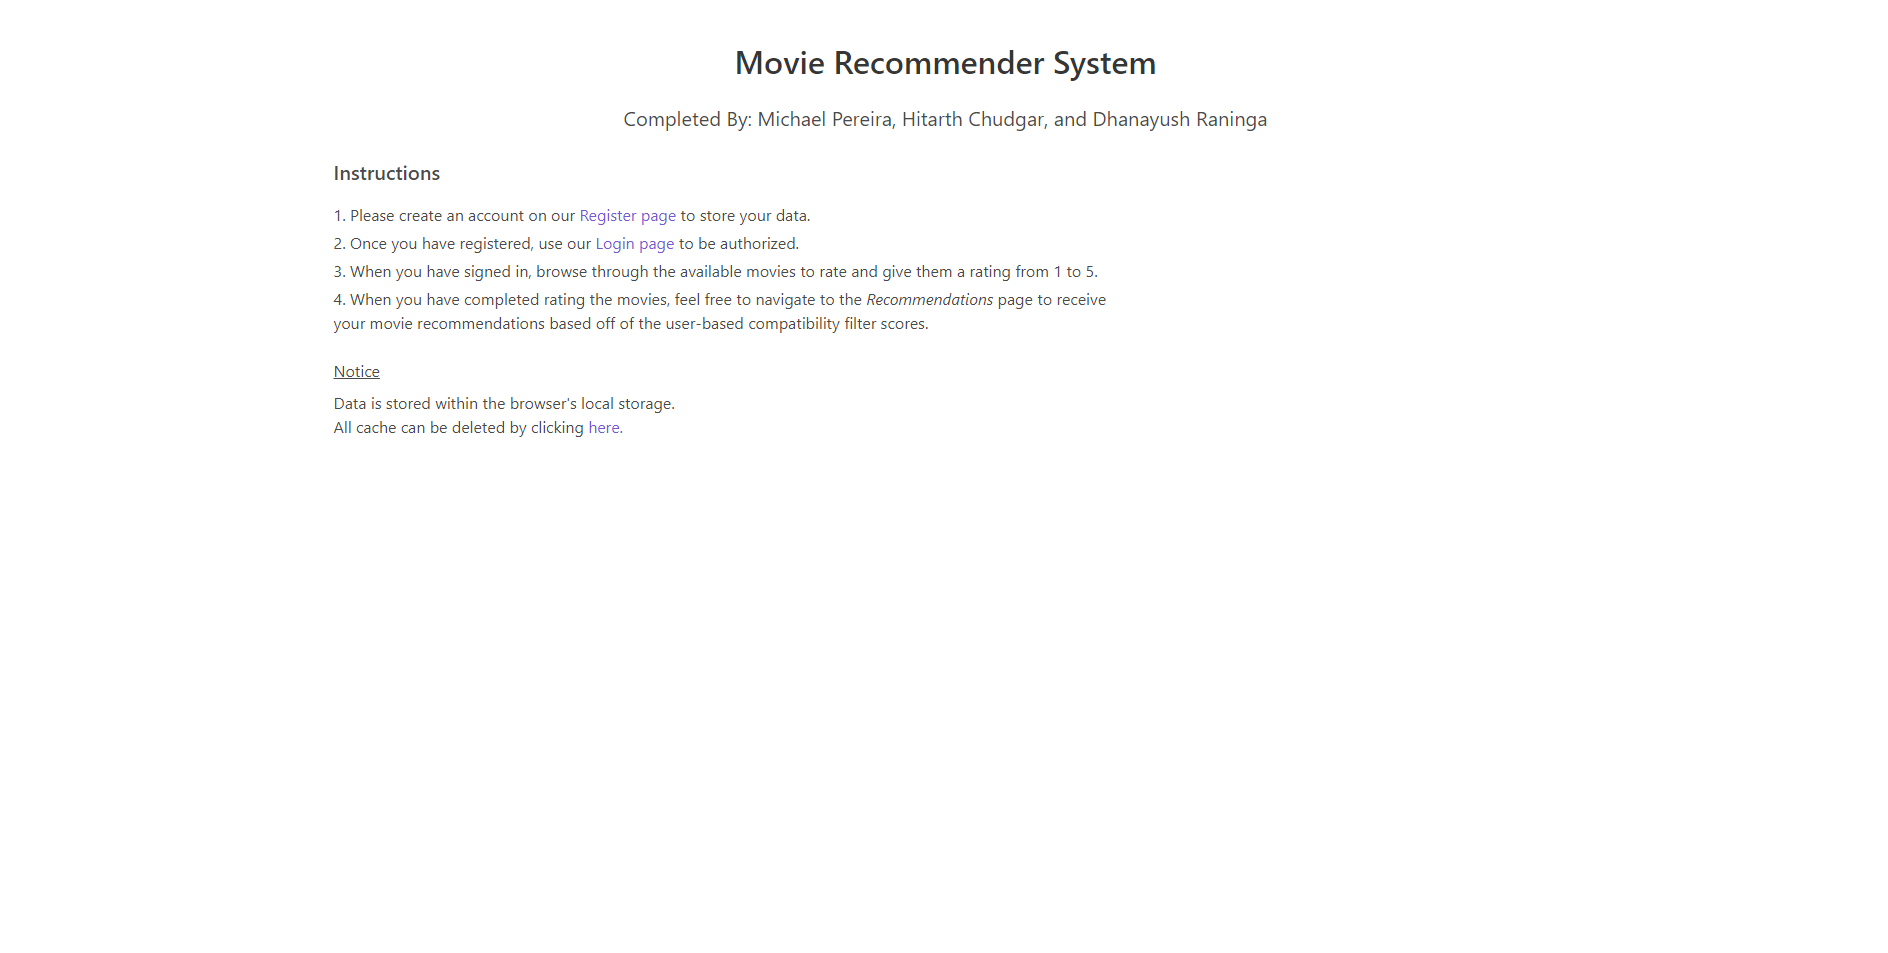 Movie Recommender System
Completed By: Michael Pereira, Hitarth Chudgar, and Dhanayush Raninga
Instructions
1. Please create an account on our Register page to store your data.
2. Once you have registered, use our Login page to be authorized.
3. When you have signed in, browse through the available movies to rate and give them a rating from 1 to 5.
4. When you have completed rating the movies, feel free to navigate to the Recommendations page to receive
your movie recommendations based off of the user-based compatibility filter scores.
Notice
Data is stored within the browser's local storage.
All cache can be deleted by clicking here.